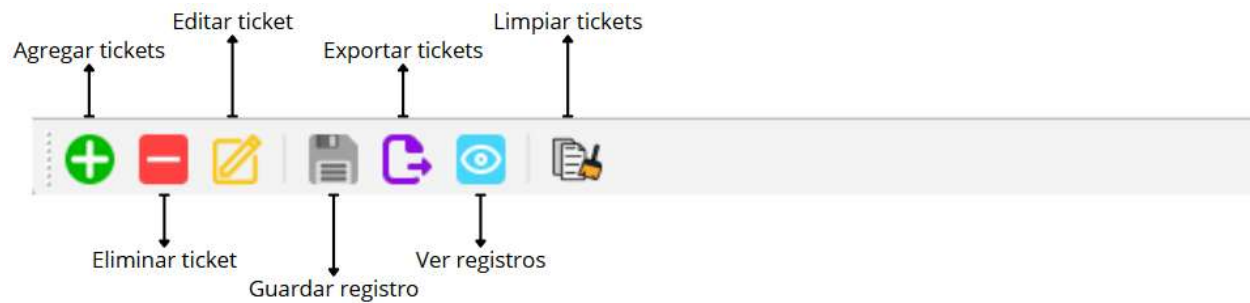 Editar ticket
Limpiar tickets
Agregar tickets
Exportar tickets
Eliminar ticket
Ver registros
Guardar registro